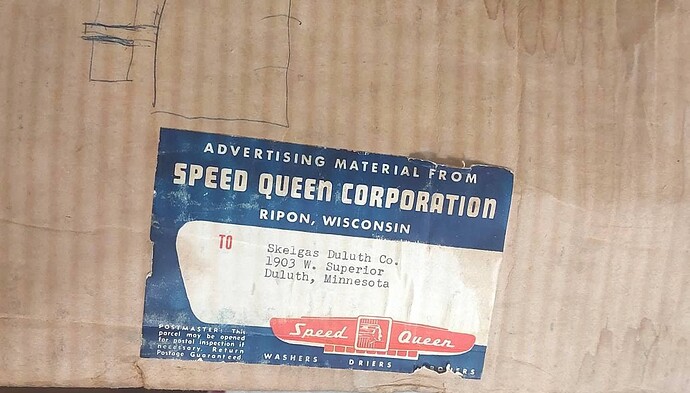 ADVERTISING MATERIAL FROM
SPEED QUEEN CORPORATION
RIPON, WISCONSIN
TO
Skelgas Duluth Co.
1903 W. Superior
Duluth, Minnesota
POSTMASTER: This
parcel may be opened
for postal inspection if
necessary. Return
Postage Guaranteed.
Speed Queen
WASHERS DRIERS